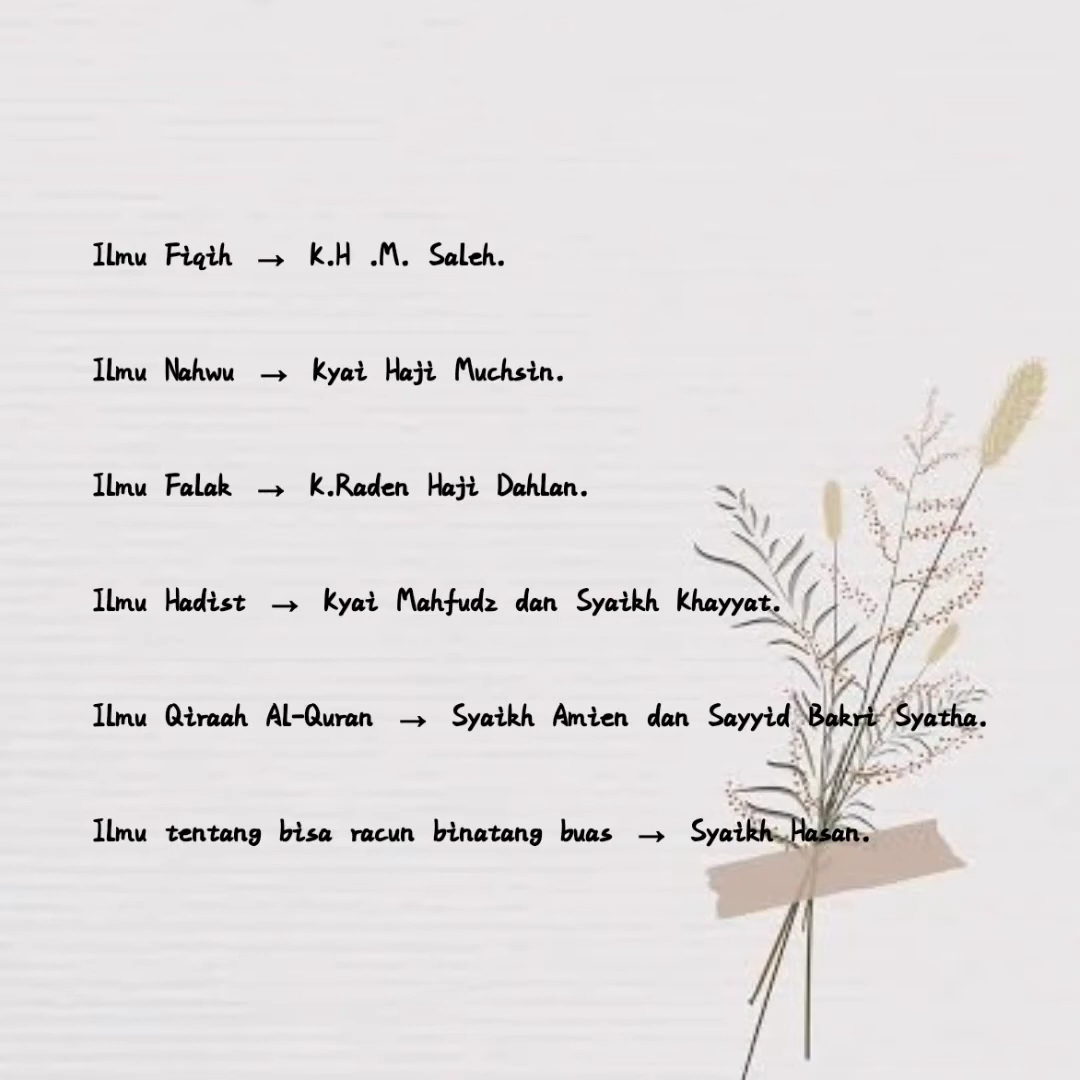 Ilmu Fiqih → K.H .M. Saleh.
Ilmu Nahwu → Kyai Haji Muchsin.
Ilmu Falak → K.Raden Haji Dahlan.
Ilmu Hadist → Kyai Mahfudz dan Syaikh Khayyat.
Ilmu Qiraah Al-Quran → Syaikh Amien dan Sayyid Bakri Syatha.
Ilmu tentang bisa racun binatang buas → Syaikh Hasan.